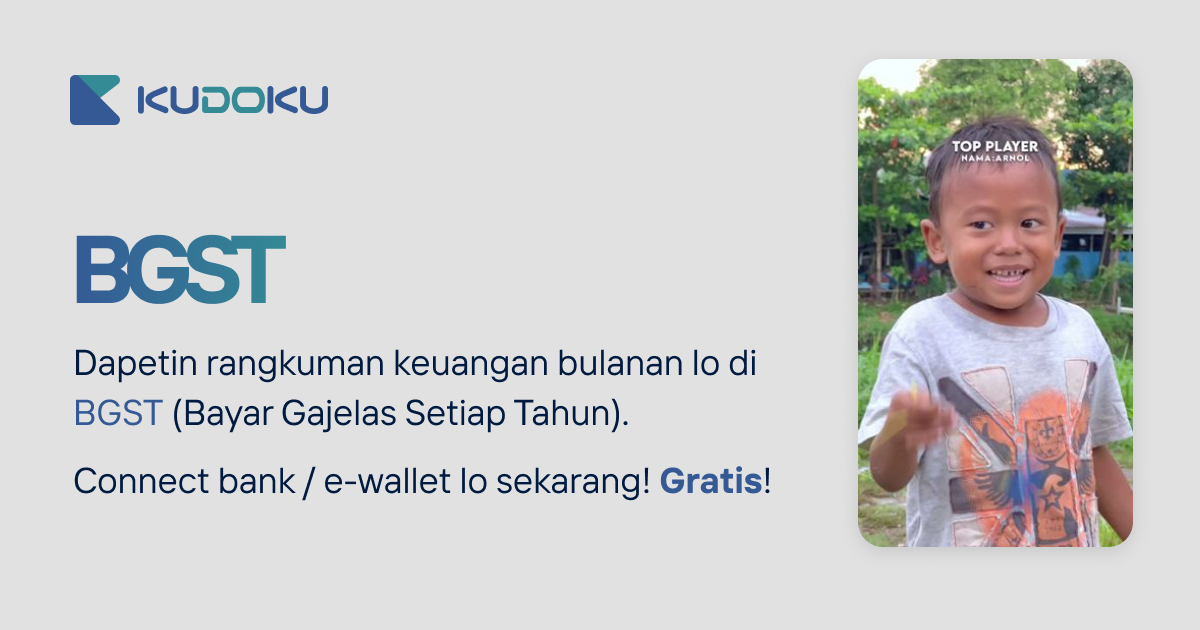 KUDOKU
BGST
Dapetin rangkuman keuangan bulanan lo di
BGST (Bayar Gajelas Setiap Tahun).
Connect bank / e-wallet lo sekarang! Gratis!
TOP PLAYER
NAMA:ARNOL